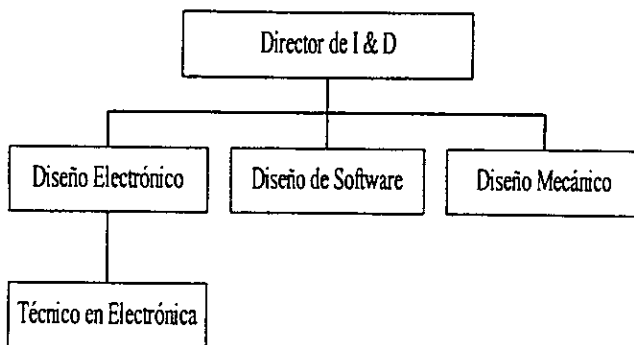 Director de I & D
Diseño Electrónico
Diseño de Software
Diseño Mecánico
Técnico en Electrónica